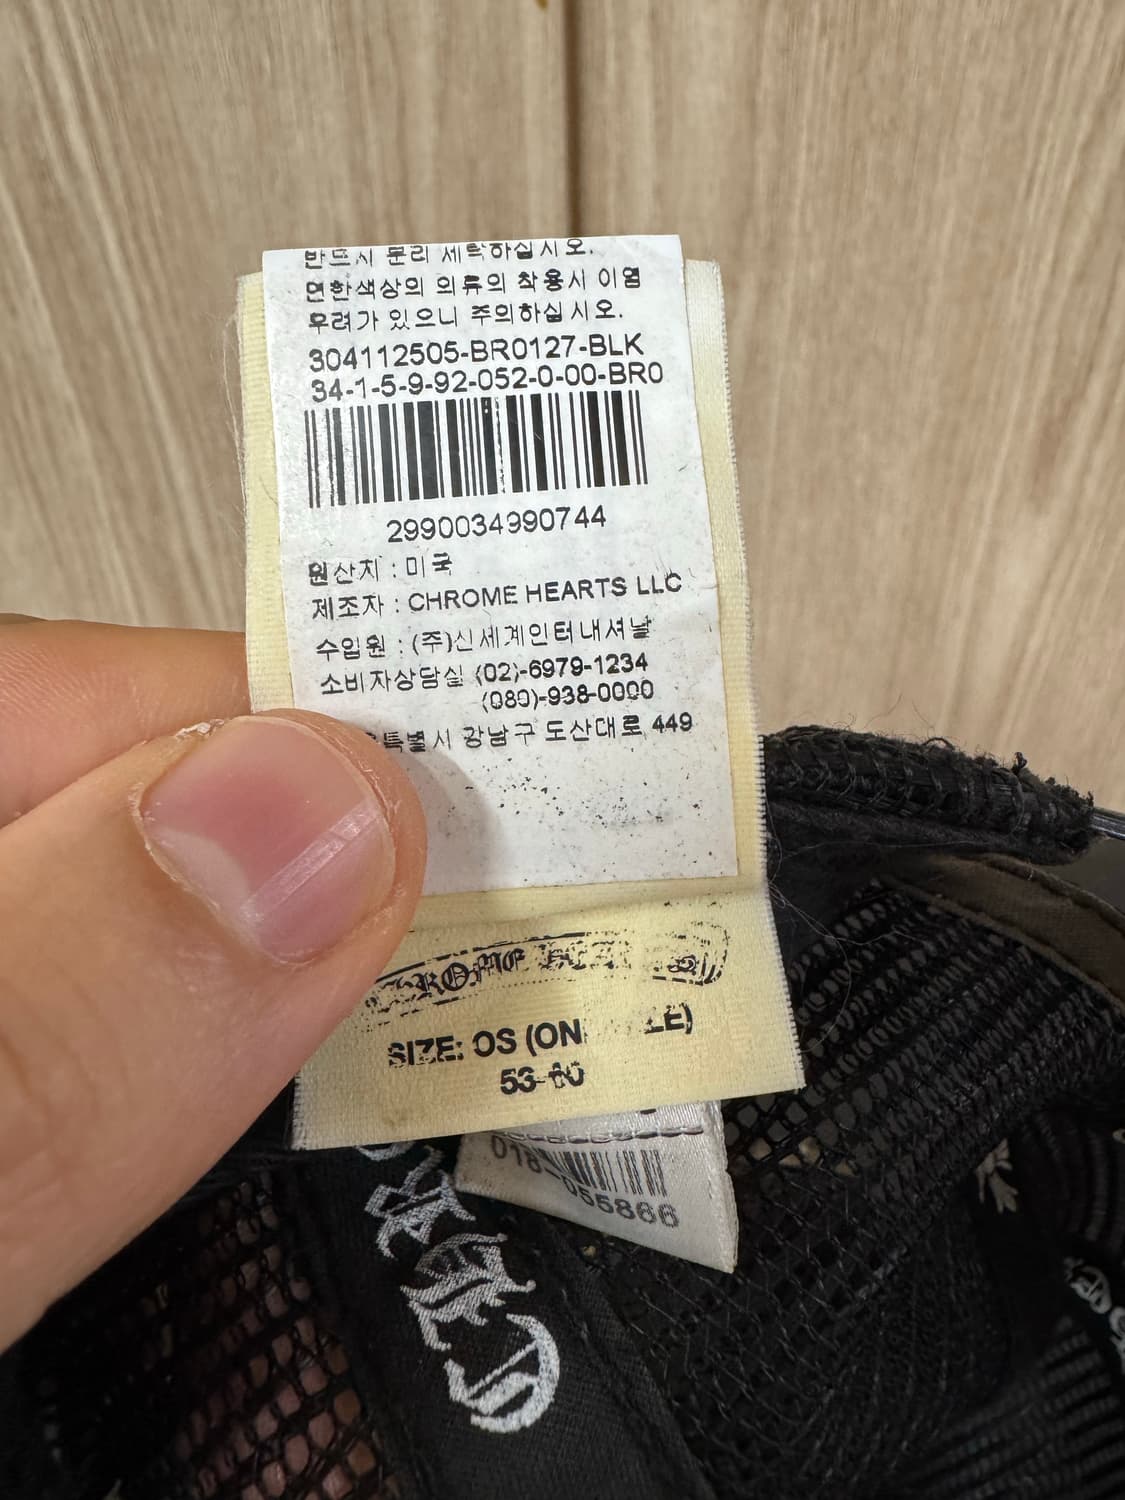 반드시 분리 세탁하십시오.
연한색상의 의류의 착용시 이염
우려가 있으니 주의하십시오.
304112505-BR0127-BLK
34-1-5-9-92-052-0-00-BR0
2990034990744
원산지 : 미국
제조자 : CHROME HEARTS LLC
수입원 : (주)신세계인터내셔날
소비자상담실 (02)-6979-1234
(080)-938-0000
특별시 강남구 도산대로 449
CHROME
SIZE: OS (ON LE)
53-60
018 055866